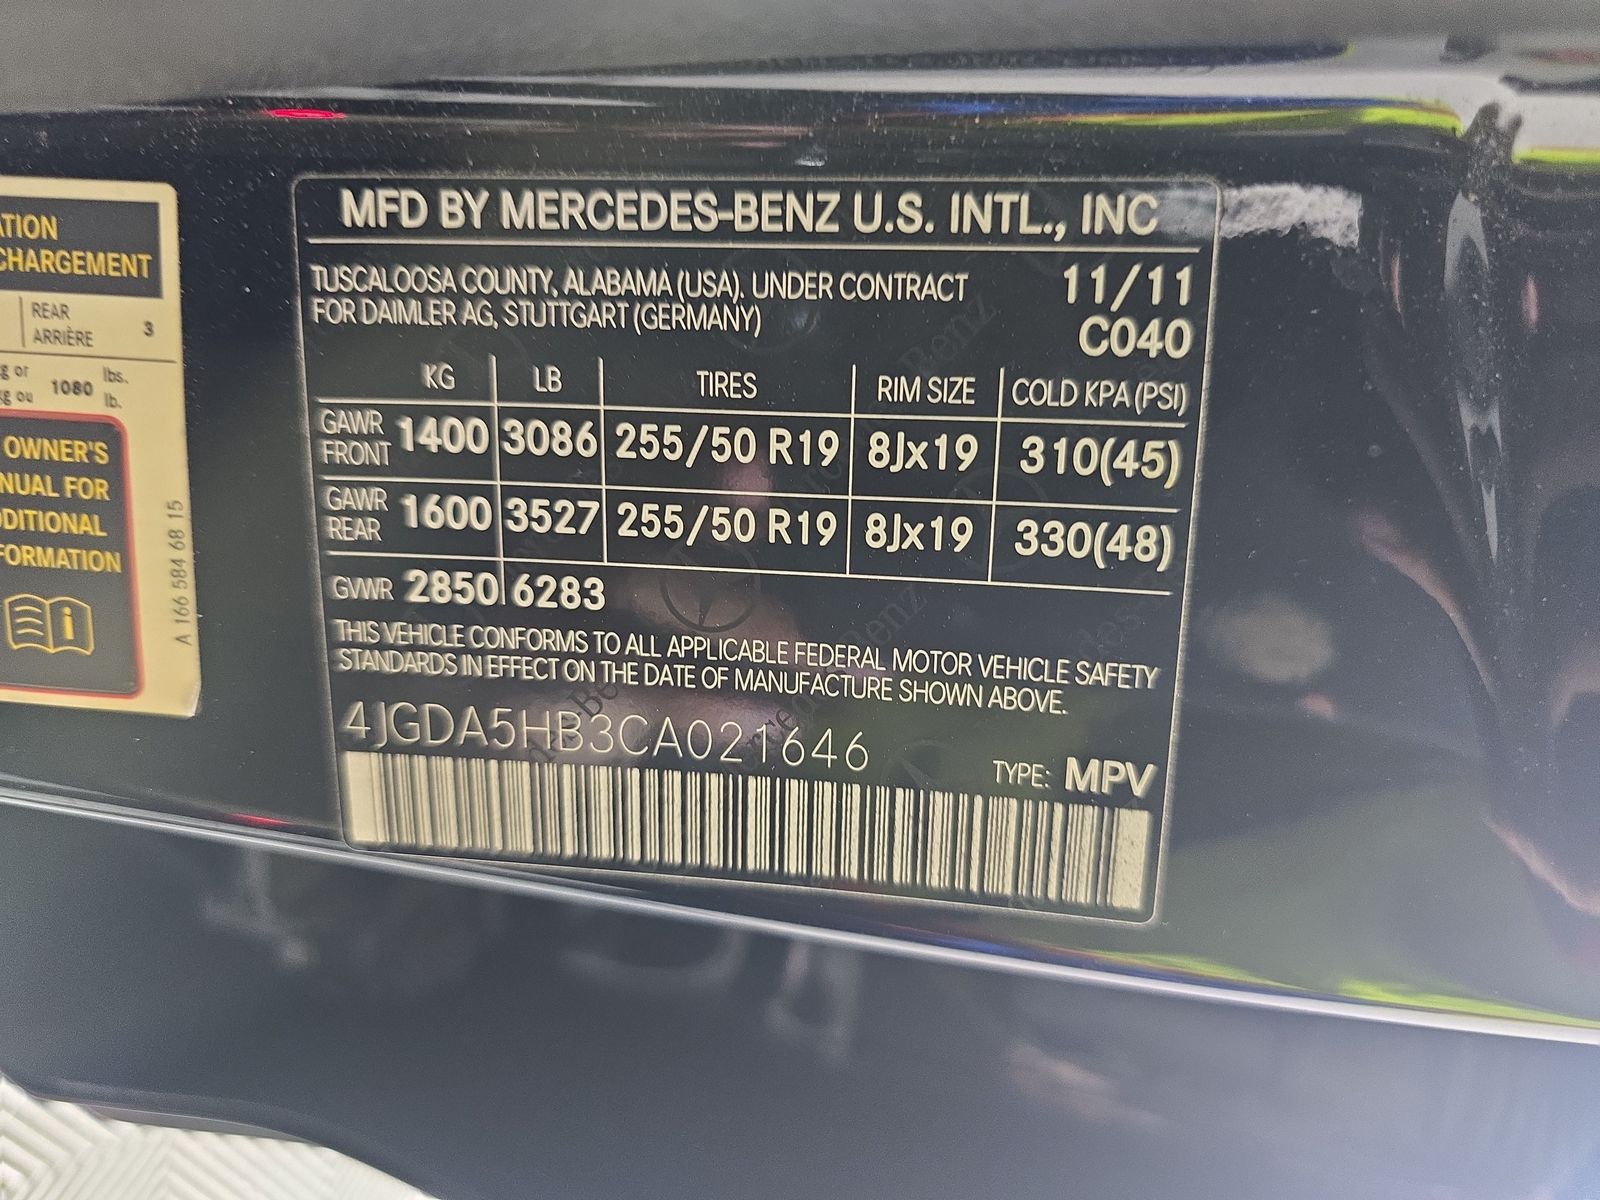 ATION
CHARGEMENT
REAR
ARRIÈRE 3
g or 1080 lbs.
kg ou lb.
OWNER'S
NUAL FOR
DDITIONAL
FORMATION
A 166 584 68 15
MFD BY MERCEDES-BENZ U.S. INTL., INC
TUSCALOOSA COUNTY, ALABAMA (USA), UNDER CONTRACT
FOR DAIMLER AG, STUTTGART (GERMANY)
11/11
C040
KG LB TIRES RIM SIZE COLD KPA (PSI)
GAWR FRONT 1400 3086 255/50 R19 8Jx19 310(45)
GAWR REAR 1600 3527 255/50 R19 8Jx19 330(48)
GVWR 2850 6283
THIS VEHICLE CONFORMS TO ALL APPLICABLE FEDERAL MOTOR VEHICLE SAFETY
STANDARDS IN EFFECT ON THE DATE OF MANUFACTURE SHOWN ABOVE.
4JGDA5HB3CA021646
TYPE: MPV